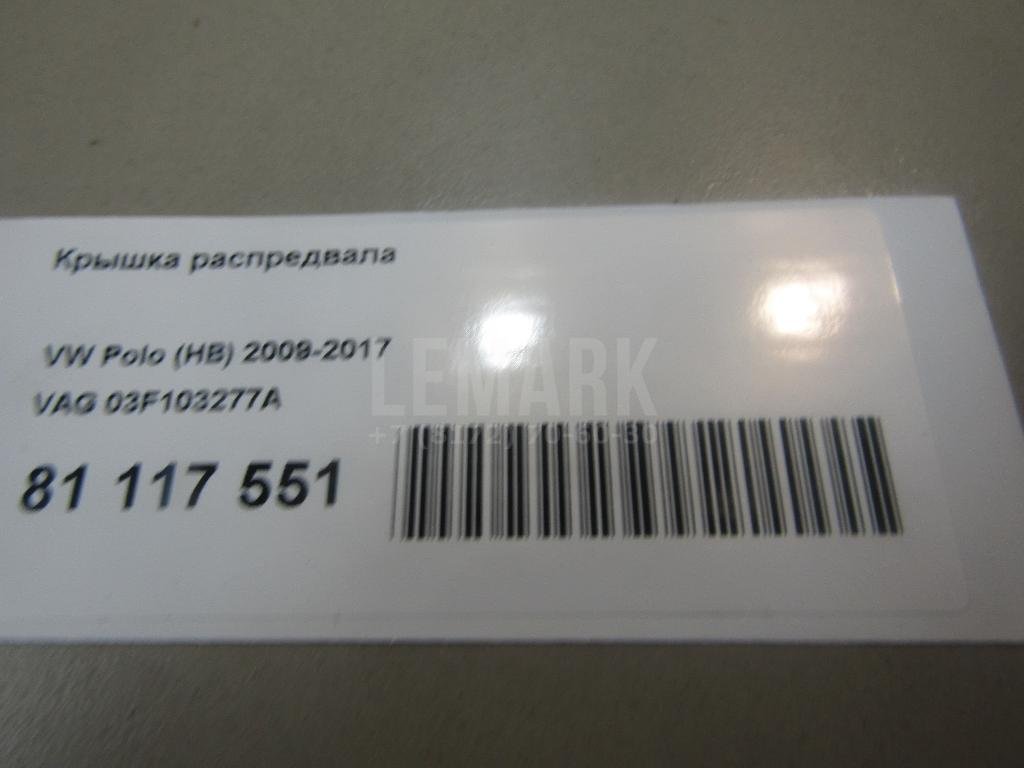 Крышка распредвала
VW Polo (HB) 2009-2017
VAG 03F103277A
81 117 551
LEMARK